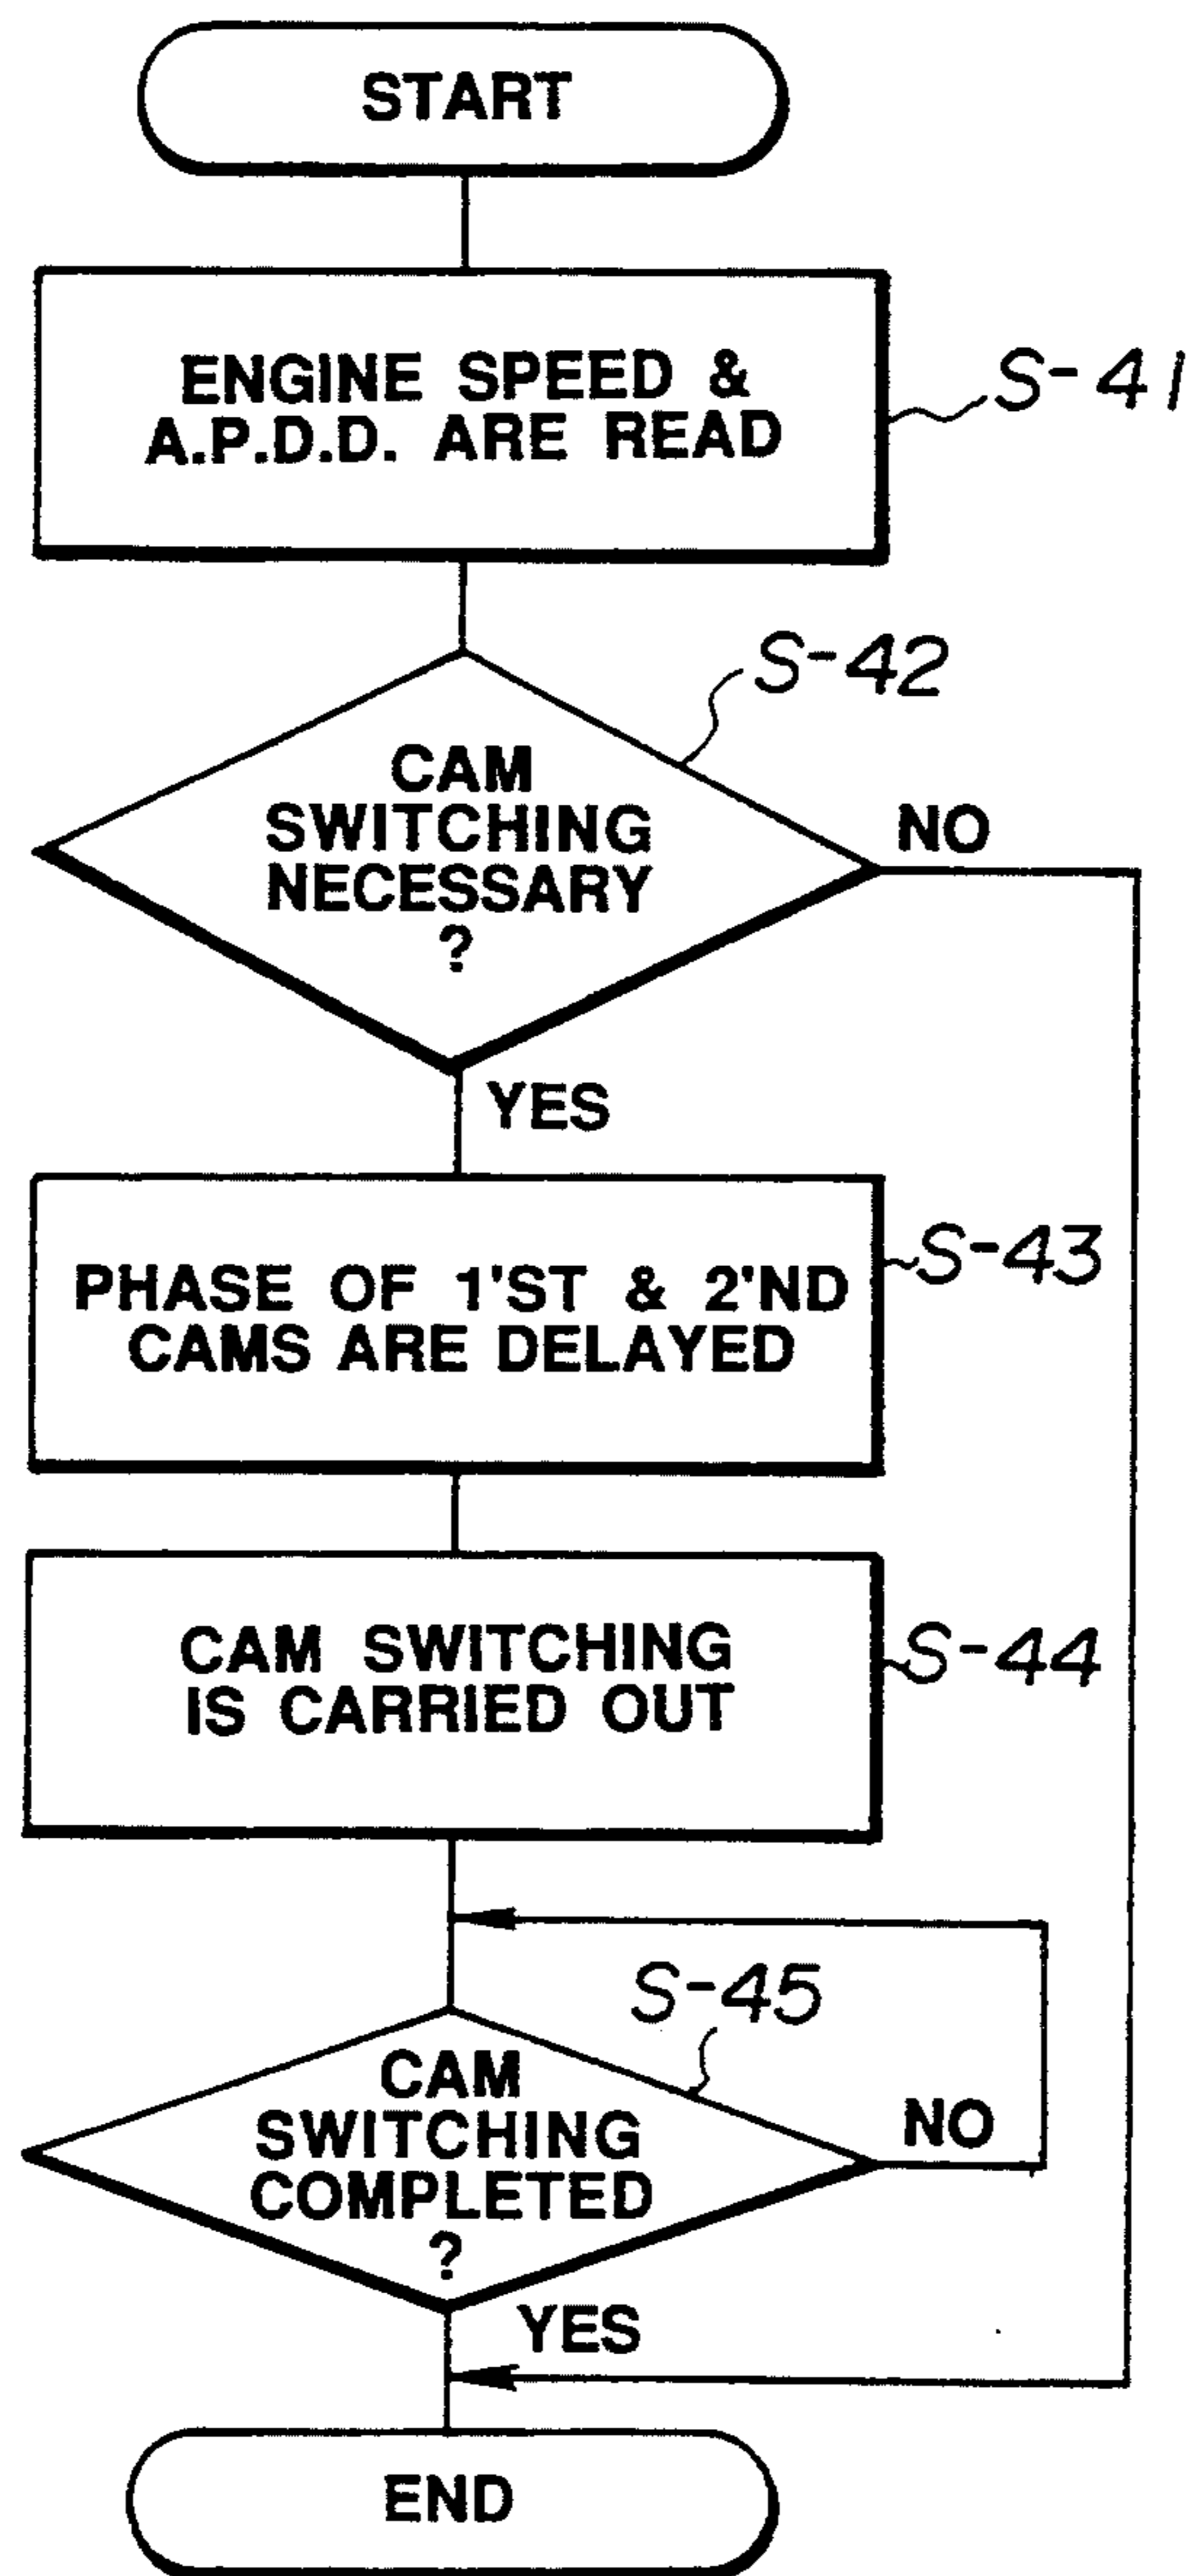 START
ENGINE SPEED &
A.P.D.D. ARE READ
S-41
S-42
CAM
SWITCHING
NECESSARY
?
NO
YES
PHASE OF 1'ST & 2'ND
CAMS ARE DELAYED
S-43
CAM SWITCHING
IS CARRIED OUT
S-44
S-45
CAM
SWITCHING
COMPLETED
?
NO
YES
END